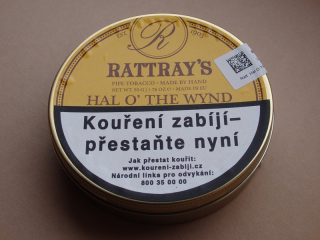 R
RATTRAY'S
PIPE TOBACCO • MADE BY HAND
HAL O' THE WYND
Kouření zabíjí–
přestaňte nyní
Jak přestat kouřit:
www.koureni-zabiji.cz
Národní linka pro odvykání:
800 35 00 00